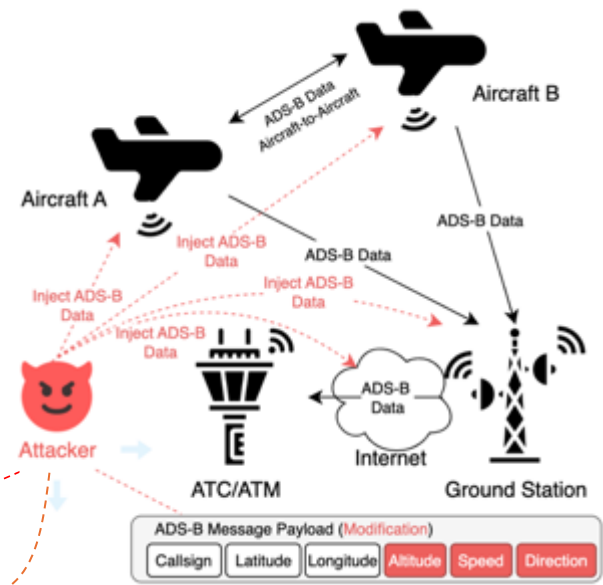 Aircraft B
ADS-B Data
Aircraft-to-Aircraft
Aircraft A
ADS-B Data
Inject ADS-B
Data
ADS-B Data
Inject ADS-B
Data
Inject ADS-B
Data
Inject ADS-B
Data
ADS-B
Data
Attacker
Internet
ATC/ATM
Ground Station
ADS-B Message Payload (Modification)
Callsign Latitude Longitude Altitude Speed Direction